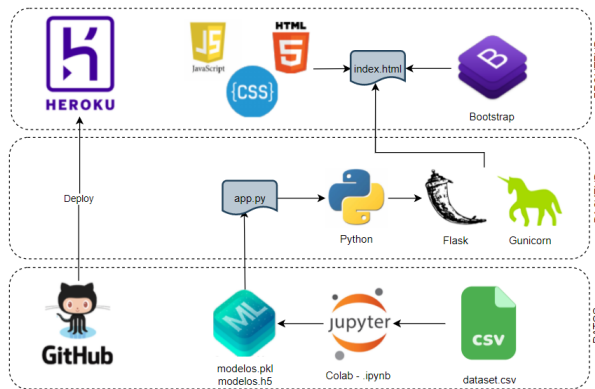 HEROKU
JS
JavaScript
HTML
5
{CSS}
index.html
B
Bootstrap
Deploy
app.py
Python
Flask
Gunicorn
GitHub
ML
modelos.pkl
modelos.h5
jupyter
Colab - .ipynb
CSV
dataset.csv